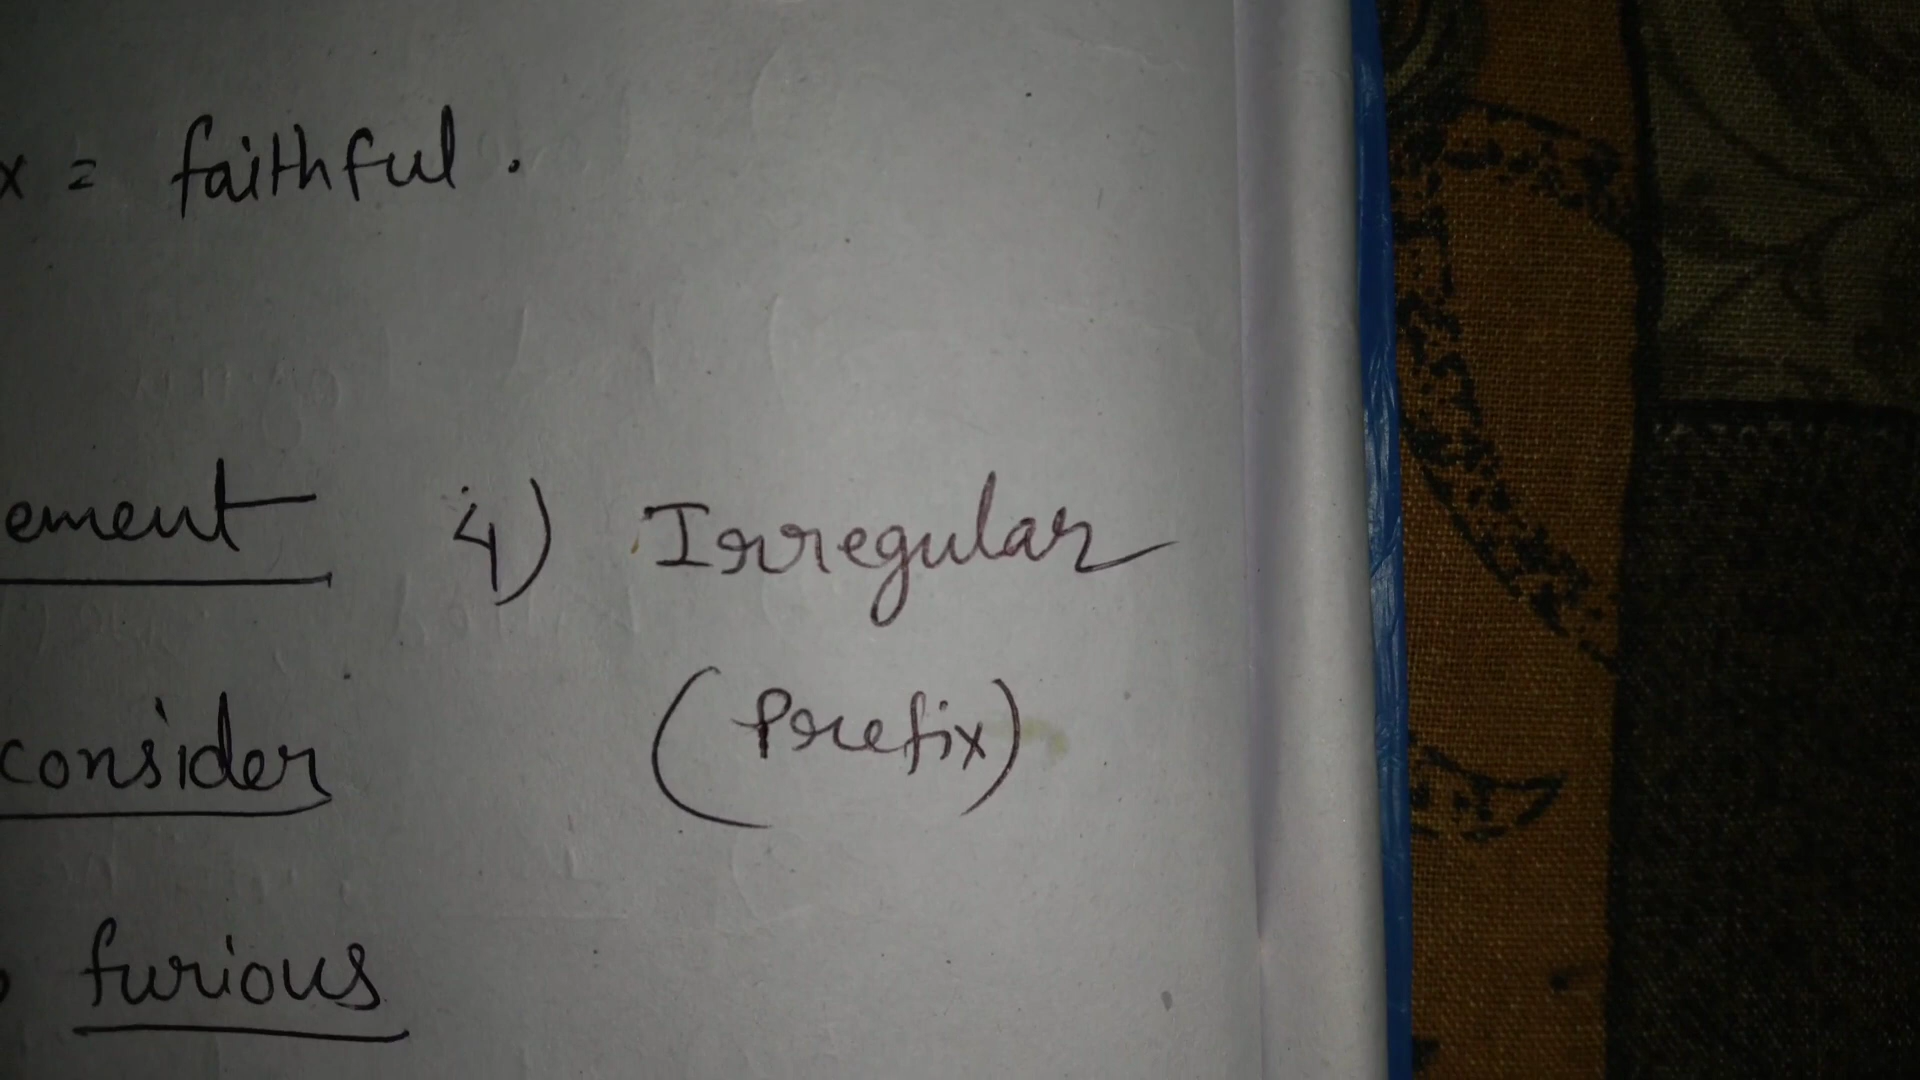 x = faithful.
ement 4) Irregular
consider (Prefix)
furious